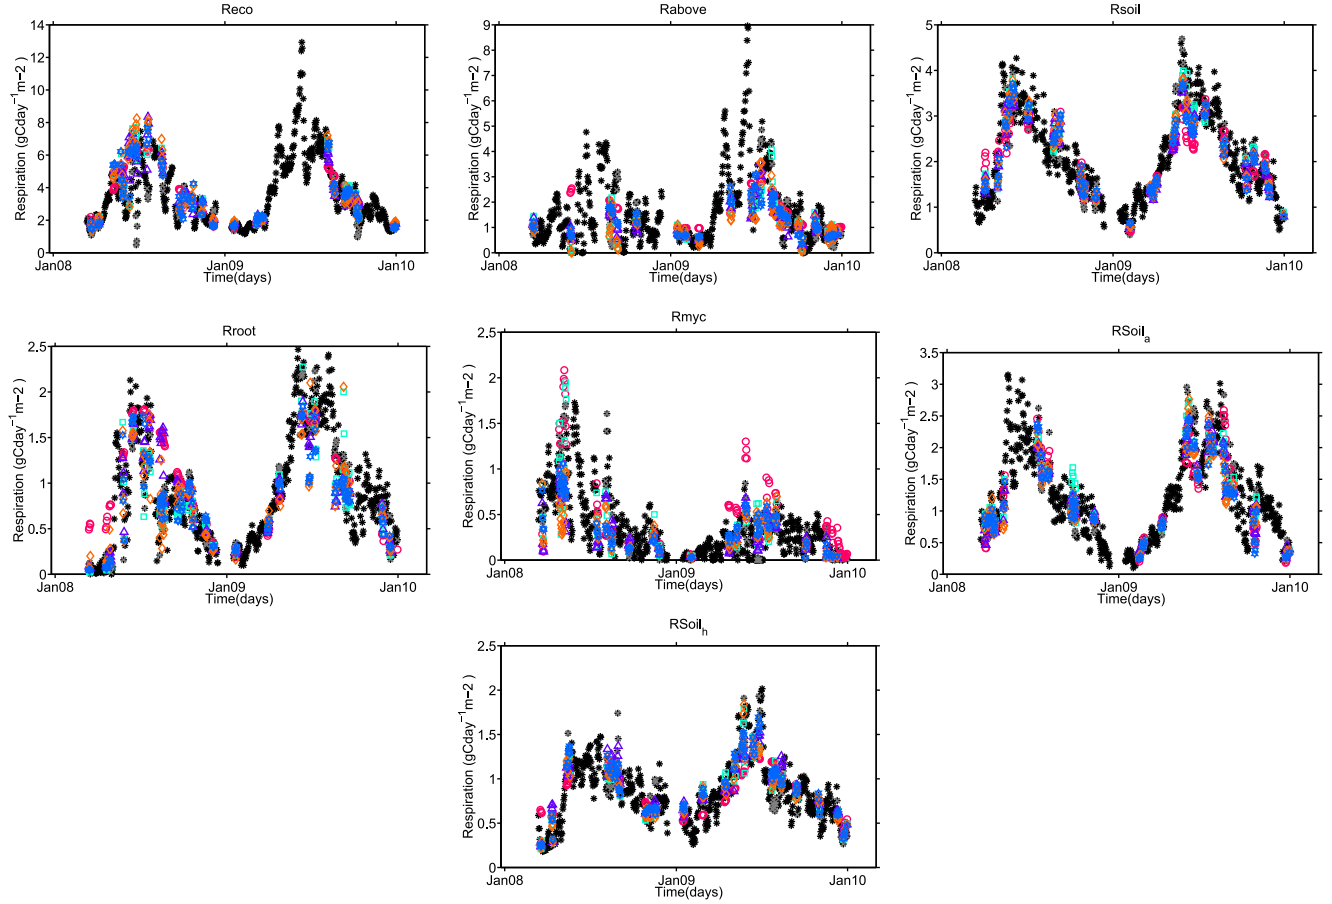 Reco
Respiration (gCday−1m−2)
14
12
10
8
6
4
2
0
Jan08
Jan09
Jan10
Time(days)
Rabove
Respiration (gCday−1m−2)
9
8
7
6
5
4
3
2
1
0
Jan08
Jan09
Jan10
Time(days)
Rsoil
Respiration (gCday−1m−2)
5
4
3
2
1
0
Jan08
Jan09
Jan10
Time(days)
Rroot
Respiration (gCday−1m−2)
2.5
2
1.5
1
0.5
0
Jan08
Jan09
Jan10
Time(days)
Rmyc
Respiration (gCday−1m−2)
2.5
2
1.5
1
0.5
0
Jan08
Jan09
Jan10
Time(days)
RSoila
Respiration (gCday−1m−2)
3.5
3
2.5
2
1.5
1
0.5
0
Jan08
Jan09
Jan10
Time(days)
RSoilh
Respiration (gCday−1m−2)
2.5
2
1.5
1
0.5
0
Jan08
Jan09
Jan10
Time(days)